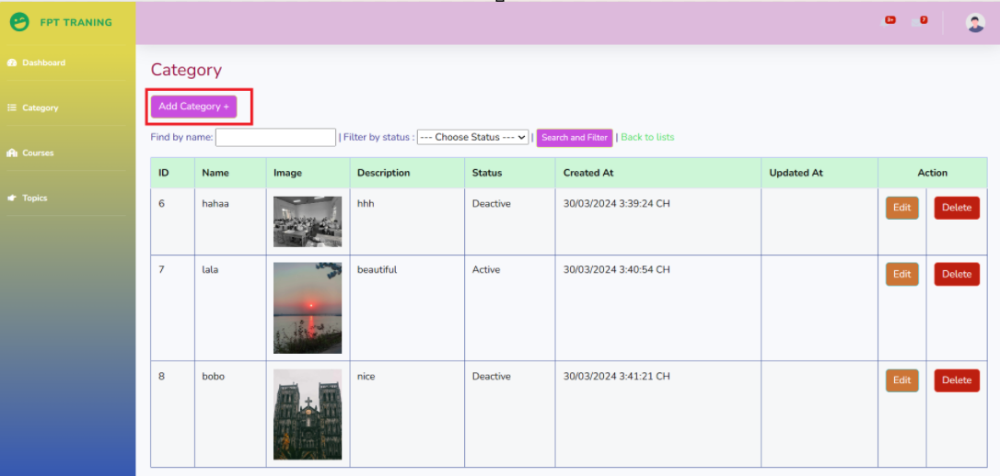 FPT TRANING
3+
7
Dashboard
Category
Courses
Topics
Category
Add Category +
Find by name: | Filter by status : --- Choose Status --- | Search and Filter | Back to lists
ID Name Image Description Status Created At Updated At Action
6 hahaa hhh Deactive 30/03/2024 3:39:24 CH Edit Delete
7 lala beautiful Active 30/03/2024 3:40:54 CH Edit Delete
8 bobo nice Deactive 30/03/2024 3:41:21 CH Edit Delete